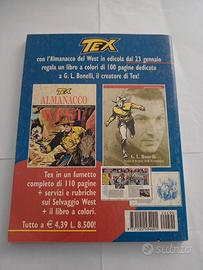 TEX
con l'Almanacco del West in edicola dal 23 gennaio
regala un libro a colori di 100 pagine dedicato
a G. L. Bonelli, il creatore di Tex!
TEX
ALMANACCO
WEST
G. L. Bonelli
Tex in un fumetto
completo di 110 pagine
+ servizi e rubriche
sul Selvaggio West
+ il libro a colori.
Tutto a € 4,39 L. 8.500!